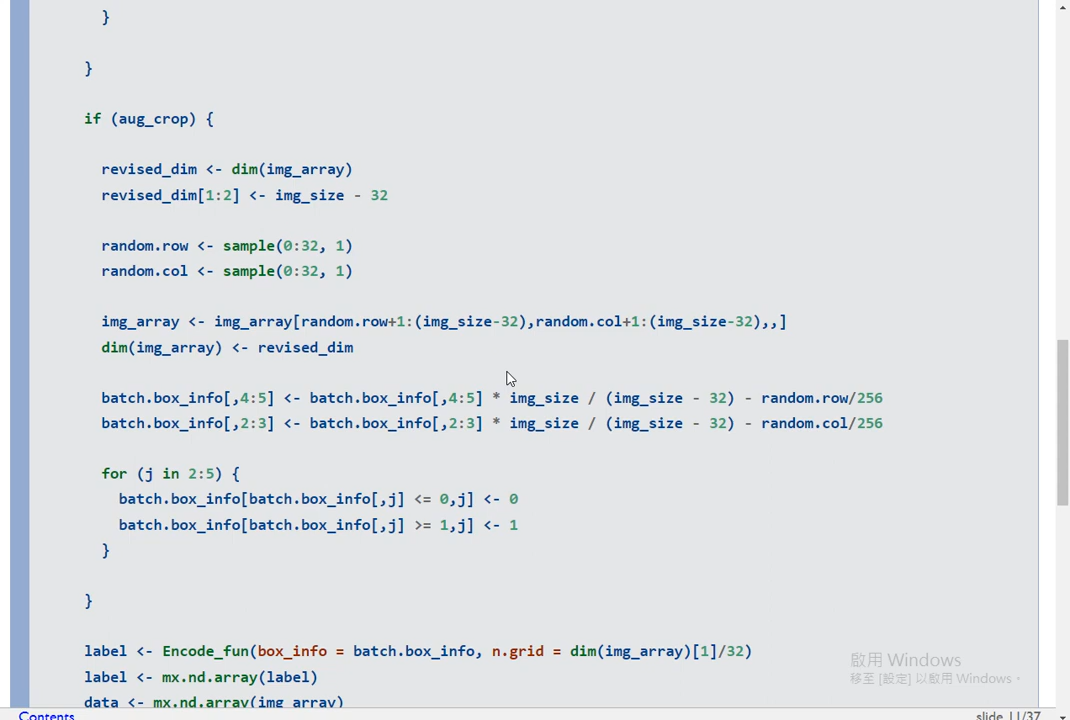 }
}
if (aug_crop) {
revised_dim <- dim(img_array)
revised_dim[1:2] <- img_size - 32
random.row <- sample(0:32, 1)
random.col <- sample(0:32, 1)
img_array <- img_array[random.row+1:(img_size-32),random.col+1:(img_size-32),,]
dim(img_array) <- revised_dim
batch.box_info[,4:5] <- batch.box_info[,4:5] * img_size / (img_size - 32) - random.row/256
batch.box_info[,2:3] <- batch.box_info[,2:3] * img_size / (img_size - 32) - random.col/256
for (j in 2:5) {
batch.box_info[batch.box_info[,j] <= 0,j] <- 0
batch.box_info[batch.box_info[,j] >= 1,j] <- 1
}
}
label <- Encode_fun(box_info = batch.box_info, n.grid = dim(img_array)[1]/32)
label <- mx.nd.array(label)
data <- mx.nd.array(img_array)
啟用 Windows
移至 [設定] 以啟用 Windows。
Contents
slide 11/37